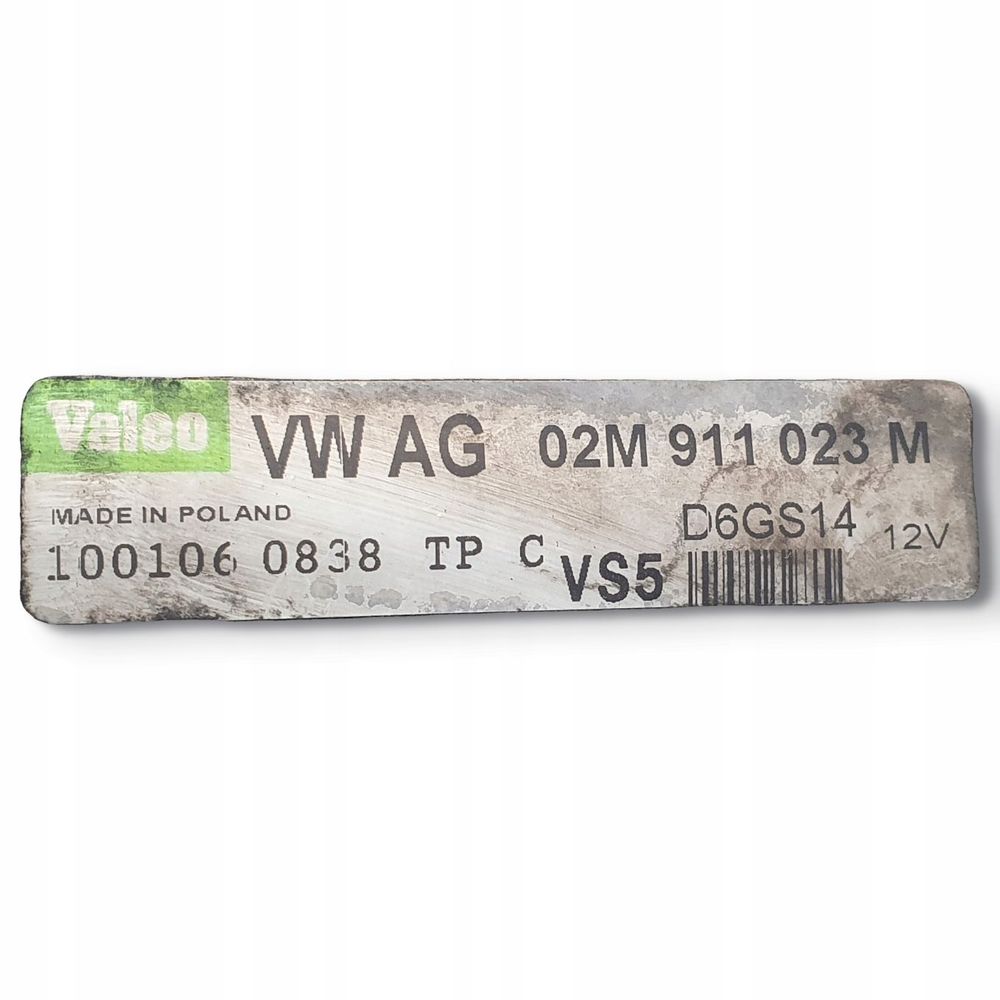 Valeo VW AG 02M 911 023 M
MADE IN POLAND D6GS14 12V
100106 0838 TP C VS5